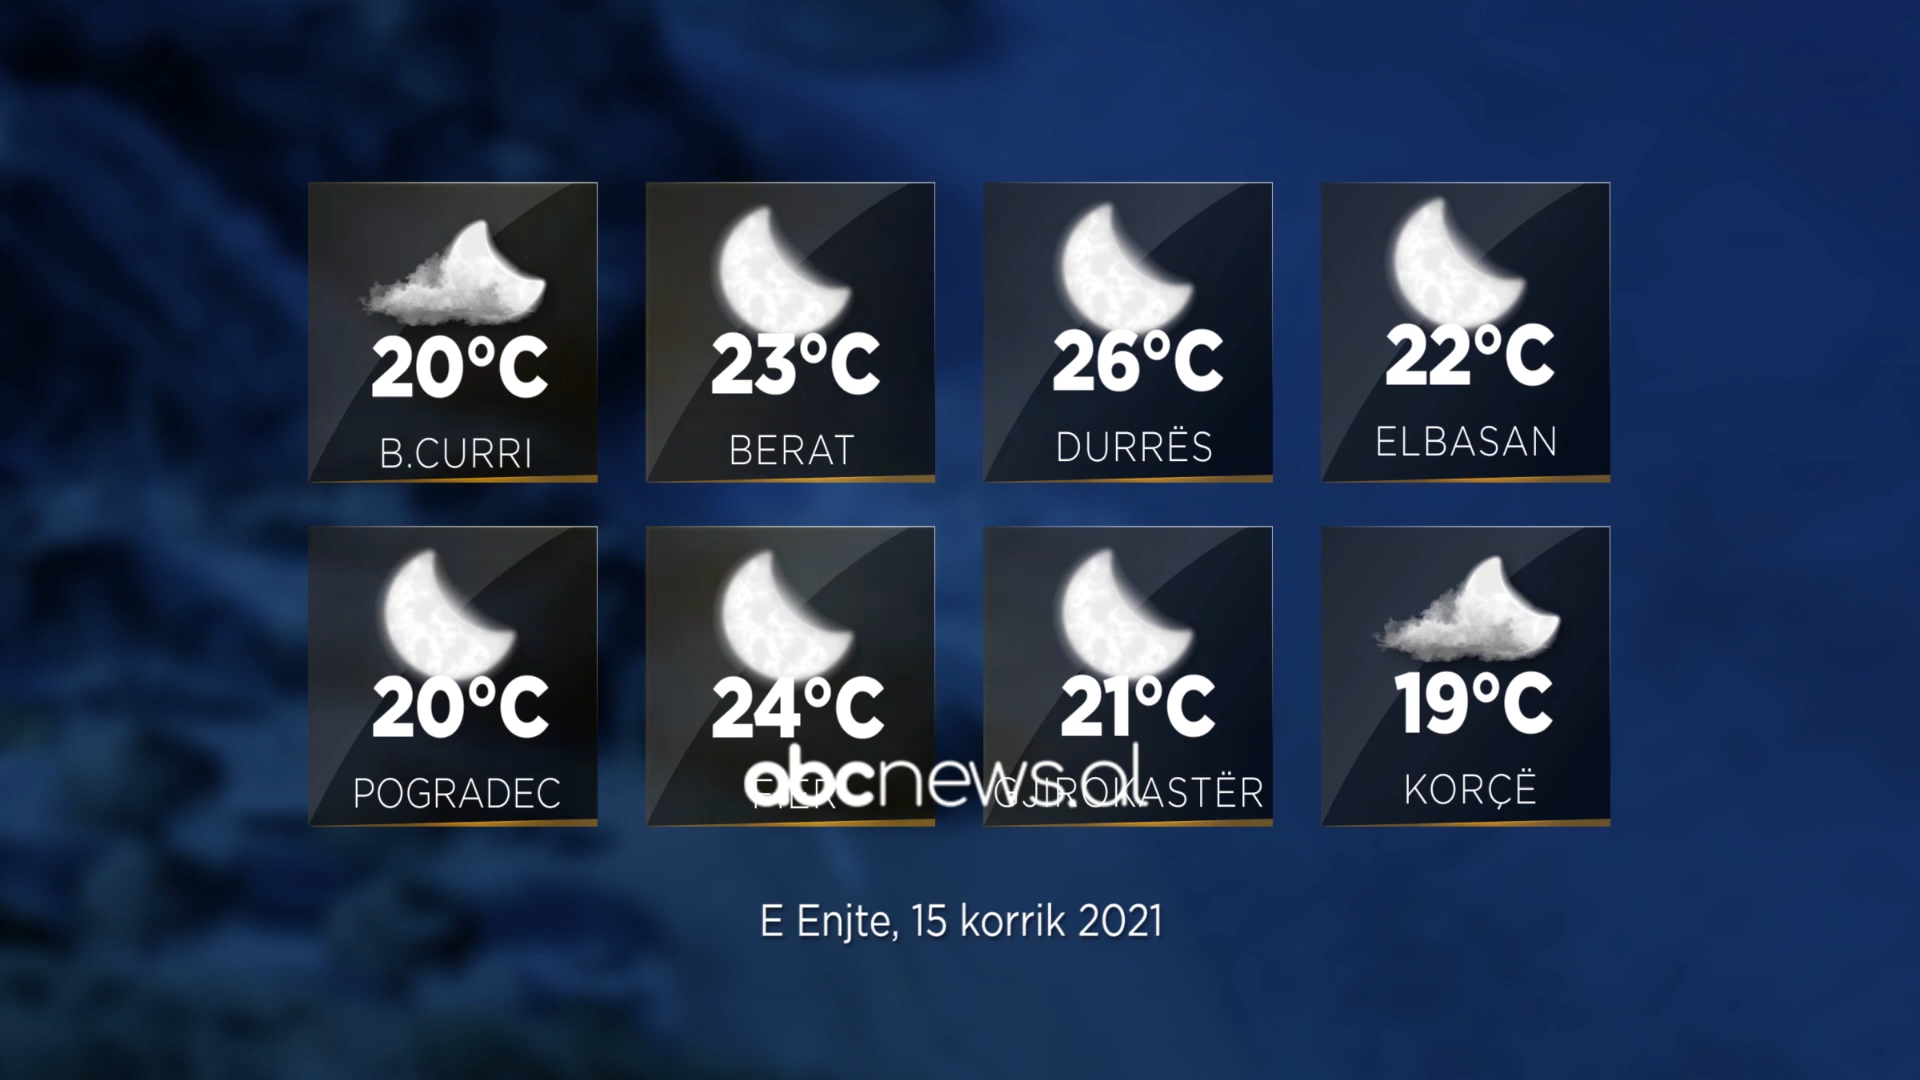 20°C
B.CURRI
23°C
BERAT
26°C
DURRËS
22°C
ELBASAN
20°C
POGRADEC
24°C
FIER
21°C
GJIROKASTËR
19°C
KORÇË
abcnews.al
E Enjte, 15 korrik 2021